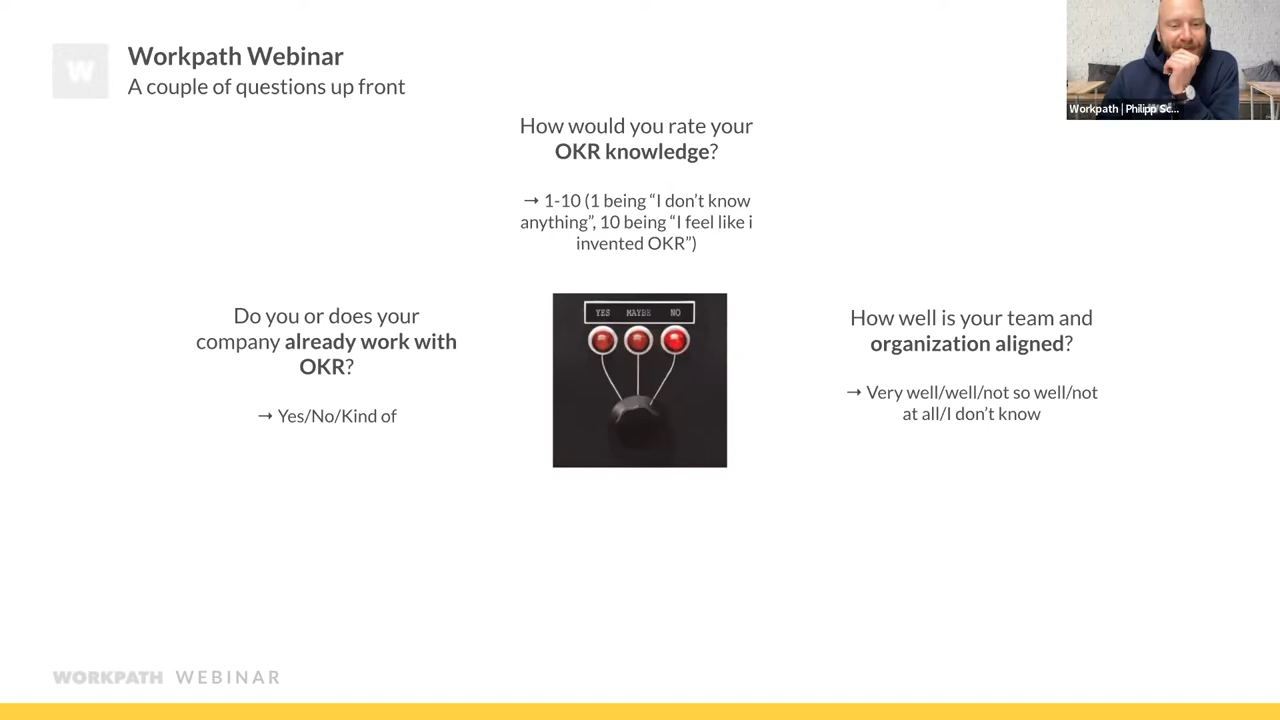 W
Workpath Webinar
A couple of questions up front
Workpath | Philipp Sc...
How would you rate your
OKR knowledge?
→ 1-10 (1 being “I don’t know
anything”, 10 being “I feel like i
invented OKR”)
Do you or does your
company already work with
OKR?
→ Yes/No/Kind of
YES MAYBE NO
How well is your team and
organization aligned?
→ Very well/well/not so well/not
at all/I don’t know
WORKPATH WEBINAR